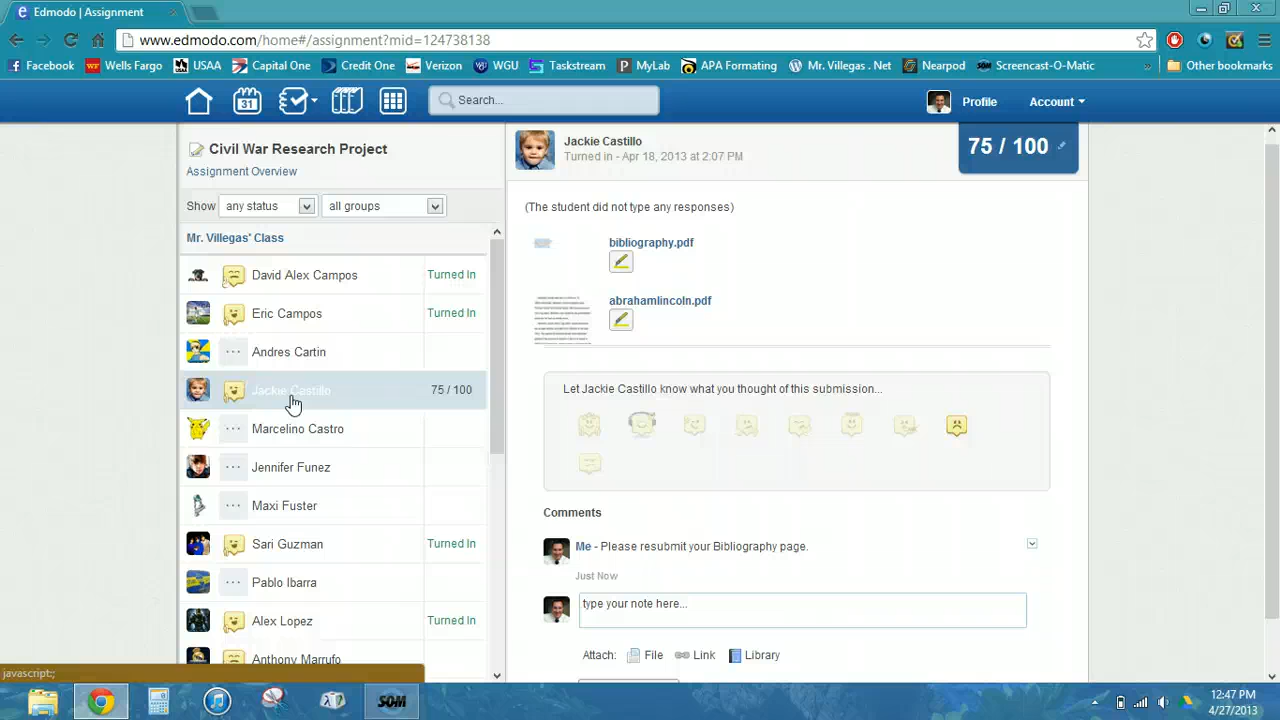 Edmodo | Assignment
www.edmodo.com/home#/assignment?mid=124738138
Facebook Wells Fargo USAA Capital One Credit One Verizon WGU Taskstream MyLab APA Formating Mr. Villegas . Net Nearpod Screencast-O-Matic » Other bookmarks
31 Search... Profile Account
Civil War Research Project
Assignment Overview
Show any status all groups
Mr. Villegas' Class
David Alex Campos Turned In
Eric Campos Turned In
Andres Cartin
Jackie Castillo 75 / 100
Marcelino Castro
Jennifer Funez
Maxi Fuster
Sari Guzman Turned In
Pablo Ibarra
Alex Lopez Turned In
Anthony Marrufo
javascript:;
Jackie Castillo
Turned in - Apr 18, 2013 at 2:07 PM
75 / 100
(The student did not type any responses)
bibliography.pdf
abrahamlincoln.pdf
Let Jackie Castillo know what you thought of this submission...
Comments
Me - Please resubmit your Bibliography page.
Just Now
type your note here...
Attach: File Link Library
SOM
12:47 PM
4/27/2013